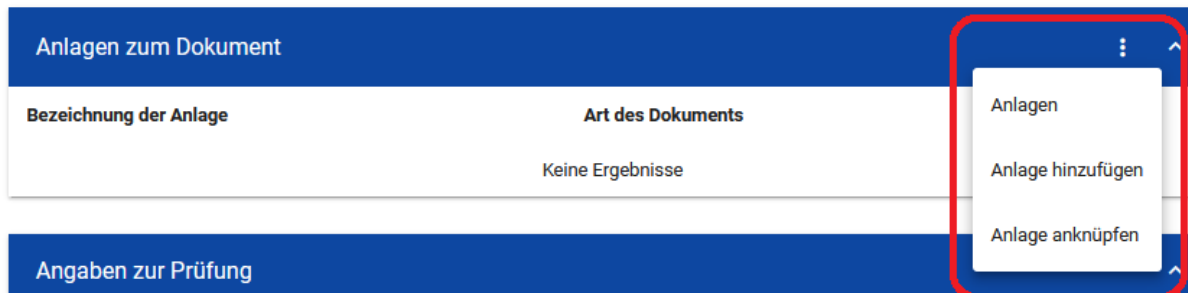 Anlagen zum Dokument
Bezeichnung der Anlage Art des Dokuments
Keine Ergebnisse
Anlagen
Anlage hinzufügen
Anlage anknüpfen
Angaben zur Prüfung